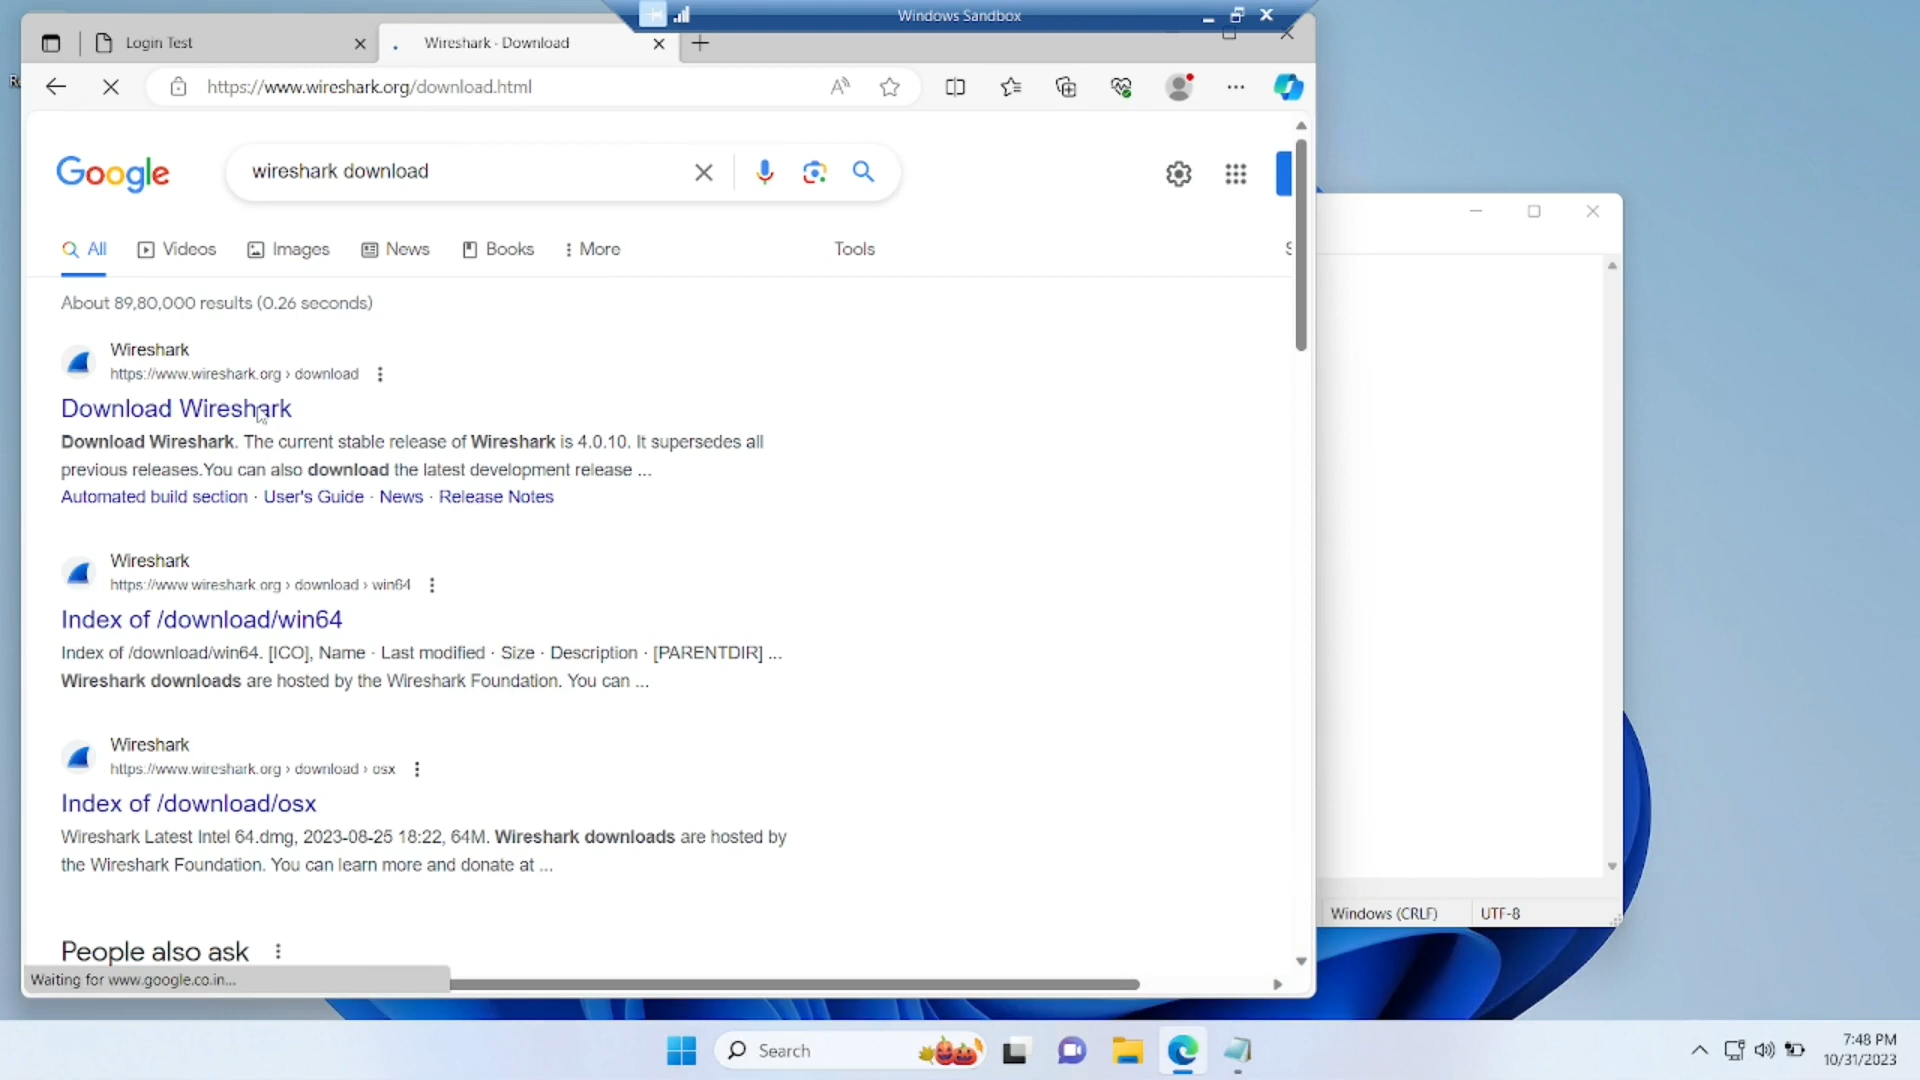 Windows Sandbox
Login Test
Wireshark · Download
https://www.wireshark.org/download.html
Google
wireshark download
All
Videos
Images
News
Books
More
Tools
About 89,80,000 results (0.26 seconds)
Wireshark
https://www.wireshark.org › download
Download Wireshark
Download Wireshark. The current stable release of Wireshark is 4.0.10. It supersedes all
previous releases.You can also download the latest development release ...
Automated build section · User's Guide · News · Release Notes
Wireshark
https://www.wireshark.org › download › win64
Index of /download/win64
Index of /download/win64. [ICO], Name · Last modified · Size · Description · [PARENTDIR] ...
Wireshark downloads are hosted by the Wireshark Foundation. You can ...
Wireshark
https://www.wireshark.org › download › osx
Index of /download/osx
Wireshark Latest Intel 64.dmg, 2023-08-25 18:22, 64M. Wireshark downloads are hosted by
the Wireshark Foundation. You can learn more and donate at ...
People also ask
Waiting for www.google.co.in...
Windows (CRLF)
UTF-8
Search
7:48 PM
10/31/2023